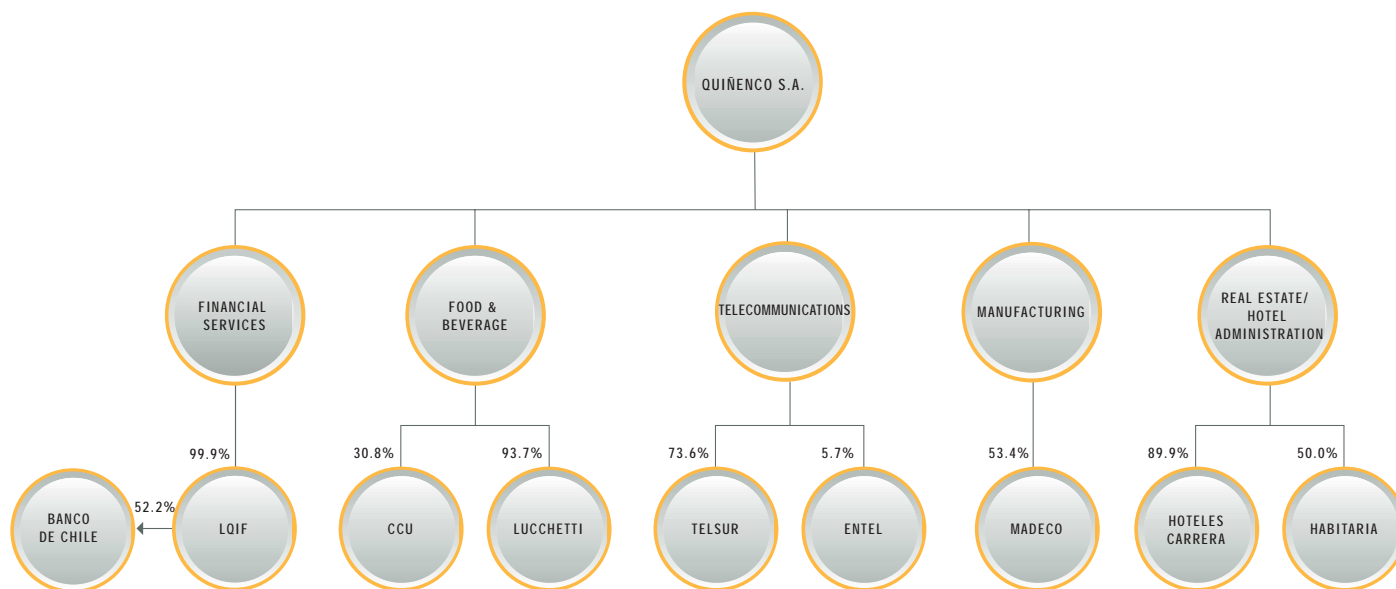 QUIÑENCO S.A.
FINANCIAL
SERVICES
FOOD &
BEVERAGE
TELECOMMUNICATIONS
MANUFACTURING
REAL ESTATE/
HOTEL
ADMINISTRATION
99.9%
30.8%
93.7%
73.6%
5.7%
53.4%
89.9%
50.0%
BANCO
DE CHILE
52.2%
LQIF
CCU
LUCCHETTI
TELSUR
ENTEL
MADECO
HOTELES
CARRERA
HABITARIA